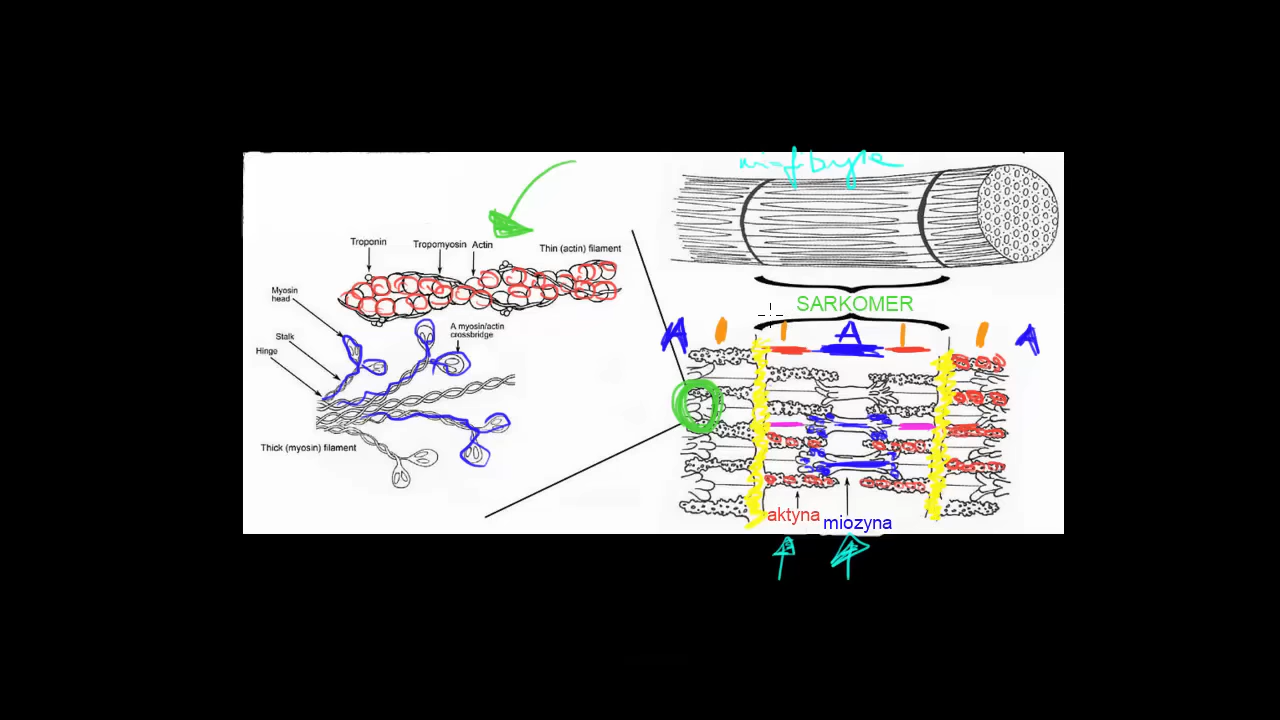 miofibryla
Troponin
Tropomyosin
Actin
Thin (actin) filament
Myosin
head
Stalk
Hinge
A myosin/actin
crossbridge
Thick (myosin) filament
SARKOMER
A I I A I I A
aktyna
miozyna